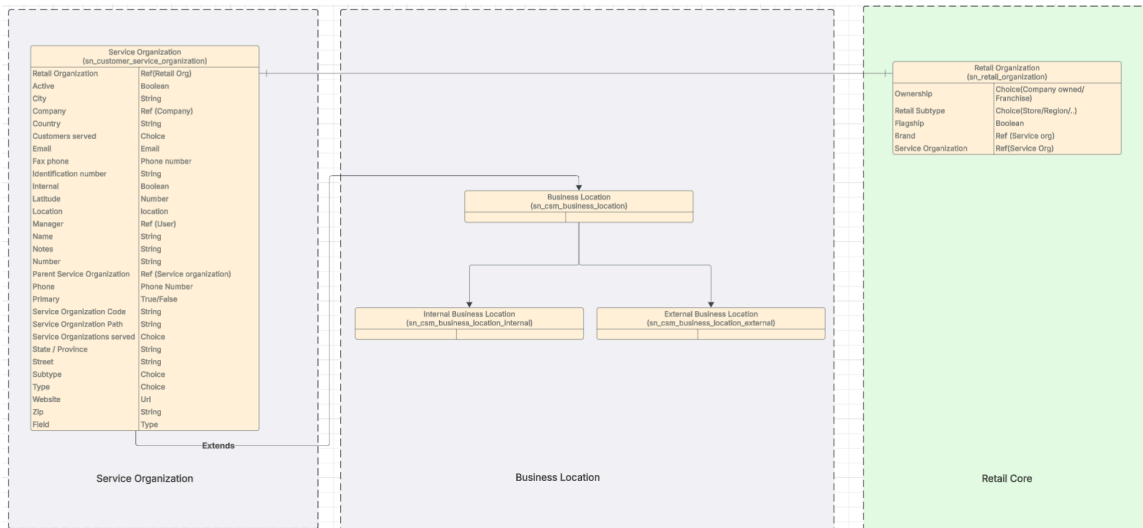 Service Organization
(sn_customer_service_organization)
Retail Organization Ref(Retail Org)
Active Boolean
City String
Company Ref (Company)
Country String
Customers served Choice
Email Email
Fax phone Phone number
Identification number String
Internal Boolean
Latitude Number
Location location
Manager Ref (User)
Name String
Notes String
Number String
Parent Service Organization Ref (Service organization)
Phone Phone Number
Primary True/False
Service Organization Code String
Service Organization Path String
Service Organizations served Choice
State / Province String
Street String
Subtype Choice
Type Choice
Website Url
Zip String
Field Type
Extends
Service Organization
Business Location
(sn_csm_business_location)
Internal Business Location
(sn_csm_business_location_internal)
External Business Location
(sn_csm_business_location_external)
Business Location
Retail Organization
(sn_retail_organization)
Ownership Choice(Company owned/
Franchise)
Retail Subtype Choice(Store/Region/..)
Flagship Boolean
Brand Ref (Service org)
Service Organization Ref(Service Org)
Retail Core